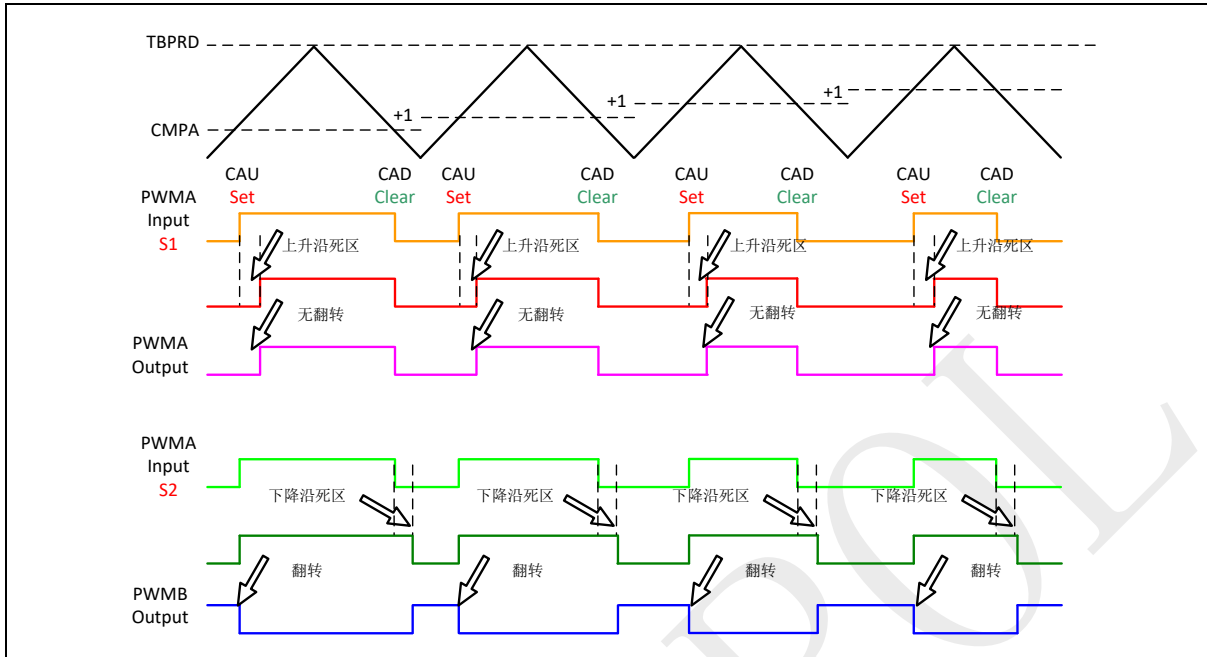 TBPRD
+1 +1 +1
CMPA
CAU CAD CAU CAD CAU CAD CAU CAD
PWMA Set Clear Set Clear Set Clear Set Clear
Input
S1
上升沿死区 上升沿死区 上升沿死区 上升沿死区
无翻转 无翻转 无翻转 无翻转
PWMA
Output
PWMA
Input
S2
下降沿死区 下降沿死区 下降沿死区 下降沿死区
翻转 翻转 翻转 翻转
PWMB
Output